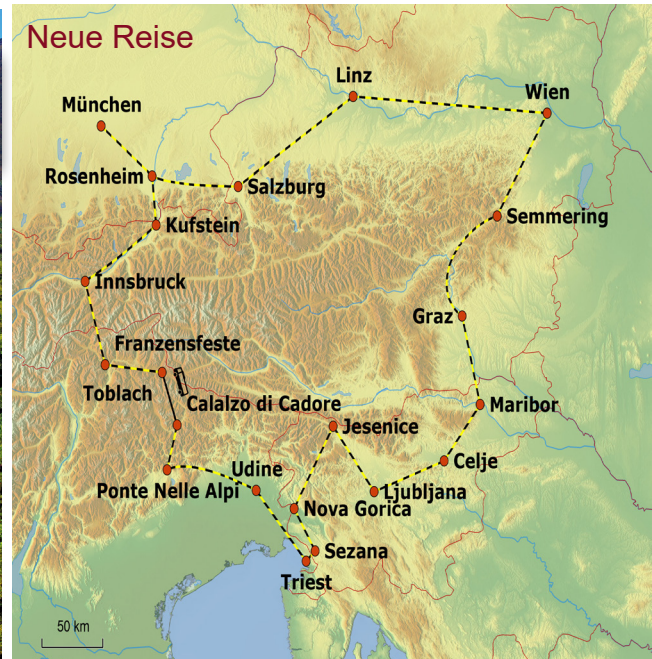 Neue Reise
Linz
Wien
München
Rosenheim
Salzburg
Semmering
Kufstein
Innsbruck
Graz
Franzensfeste
Toblach
Calalzo di Cadore
Maribor
Jesenice
Celje
Udine
Ponte Nelle Alpi
Ljubljana
Nova Gorica
Sezana
Triest
50 km